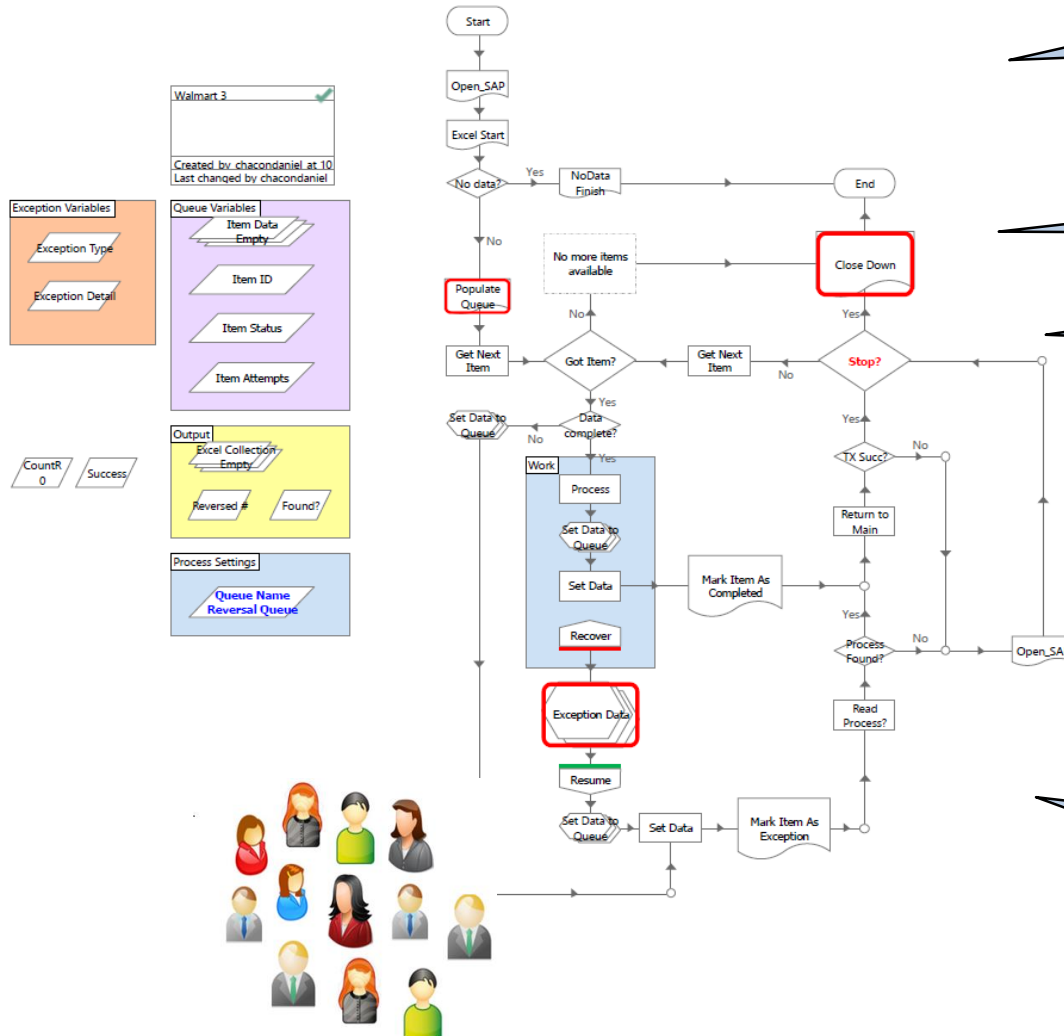 Start
Open_SAP
Walmart 3
Excel Start
Created by chacondaniel at 10
Last changed by chacondaniel
No data?
Yes
NoData
Finish
End
No
Exception Variables
Exception Type
Exception Detail
Queue Variables
Item Data
Empty
Item ID
Item Status
Item Attempts
No more items
available
Close Down
Populate
Queue
No
Yes
Get Next
Item
Got Item?
Get Next
Item
No
Stop?
Yes
Set Data to
Queue
No
Data
complete?
Yes
Yes
Output
Excel Collection
Empty
Reversed #
Found?
CountR
0
Success
Work
Process
Set Data to
Queue
Set Data
Recover
TX Succ?
No
Return to
Main
Mark Item As
Completed
Yes
Process
Found?
No
Open_SA
Process Settings
Queue Name
Reversal Queue
Exception Data
Read
Process?
Resume
Set Data to
Queue
Set Data
Mark Item As
Exception